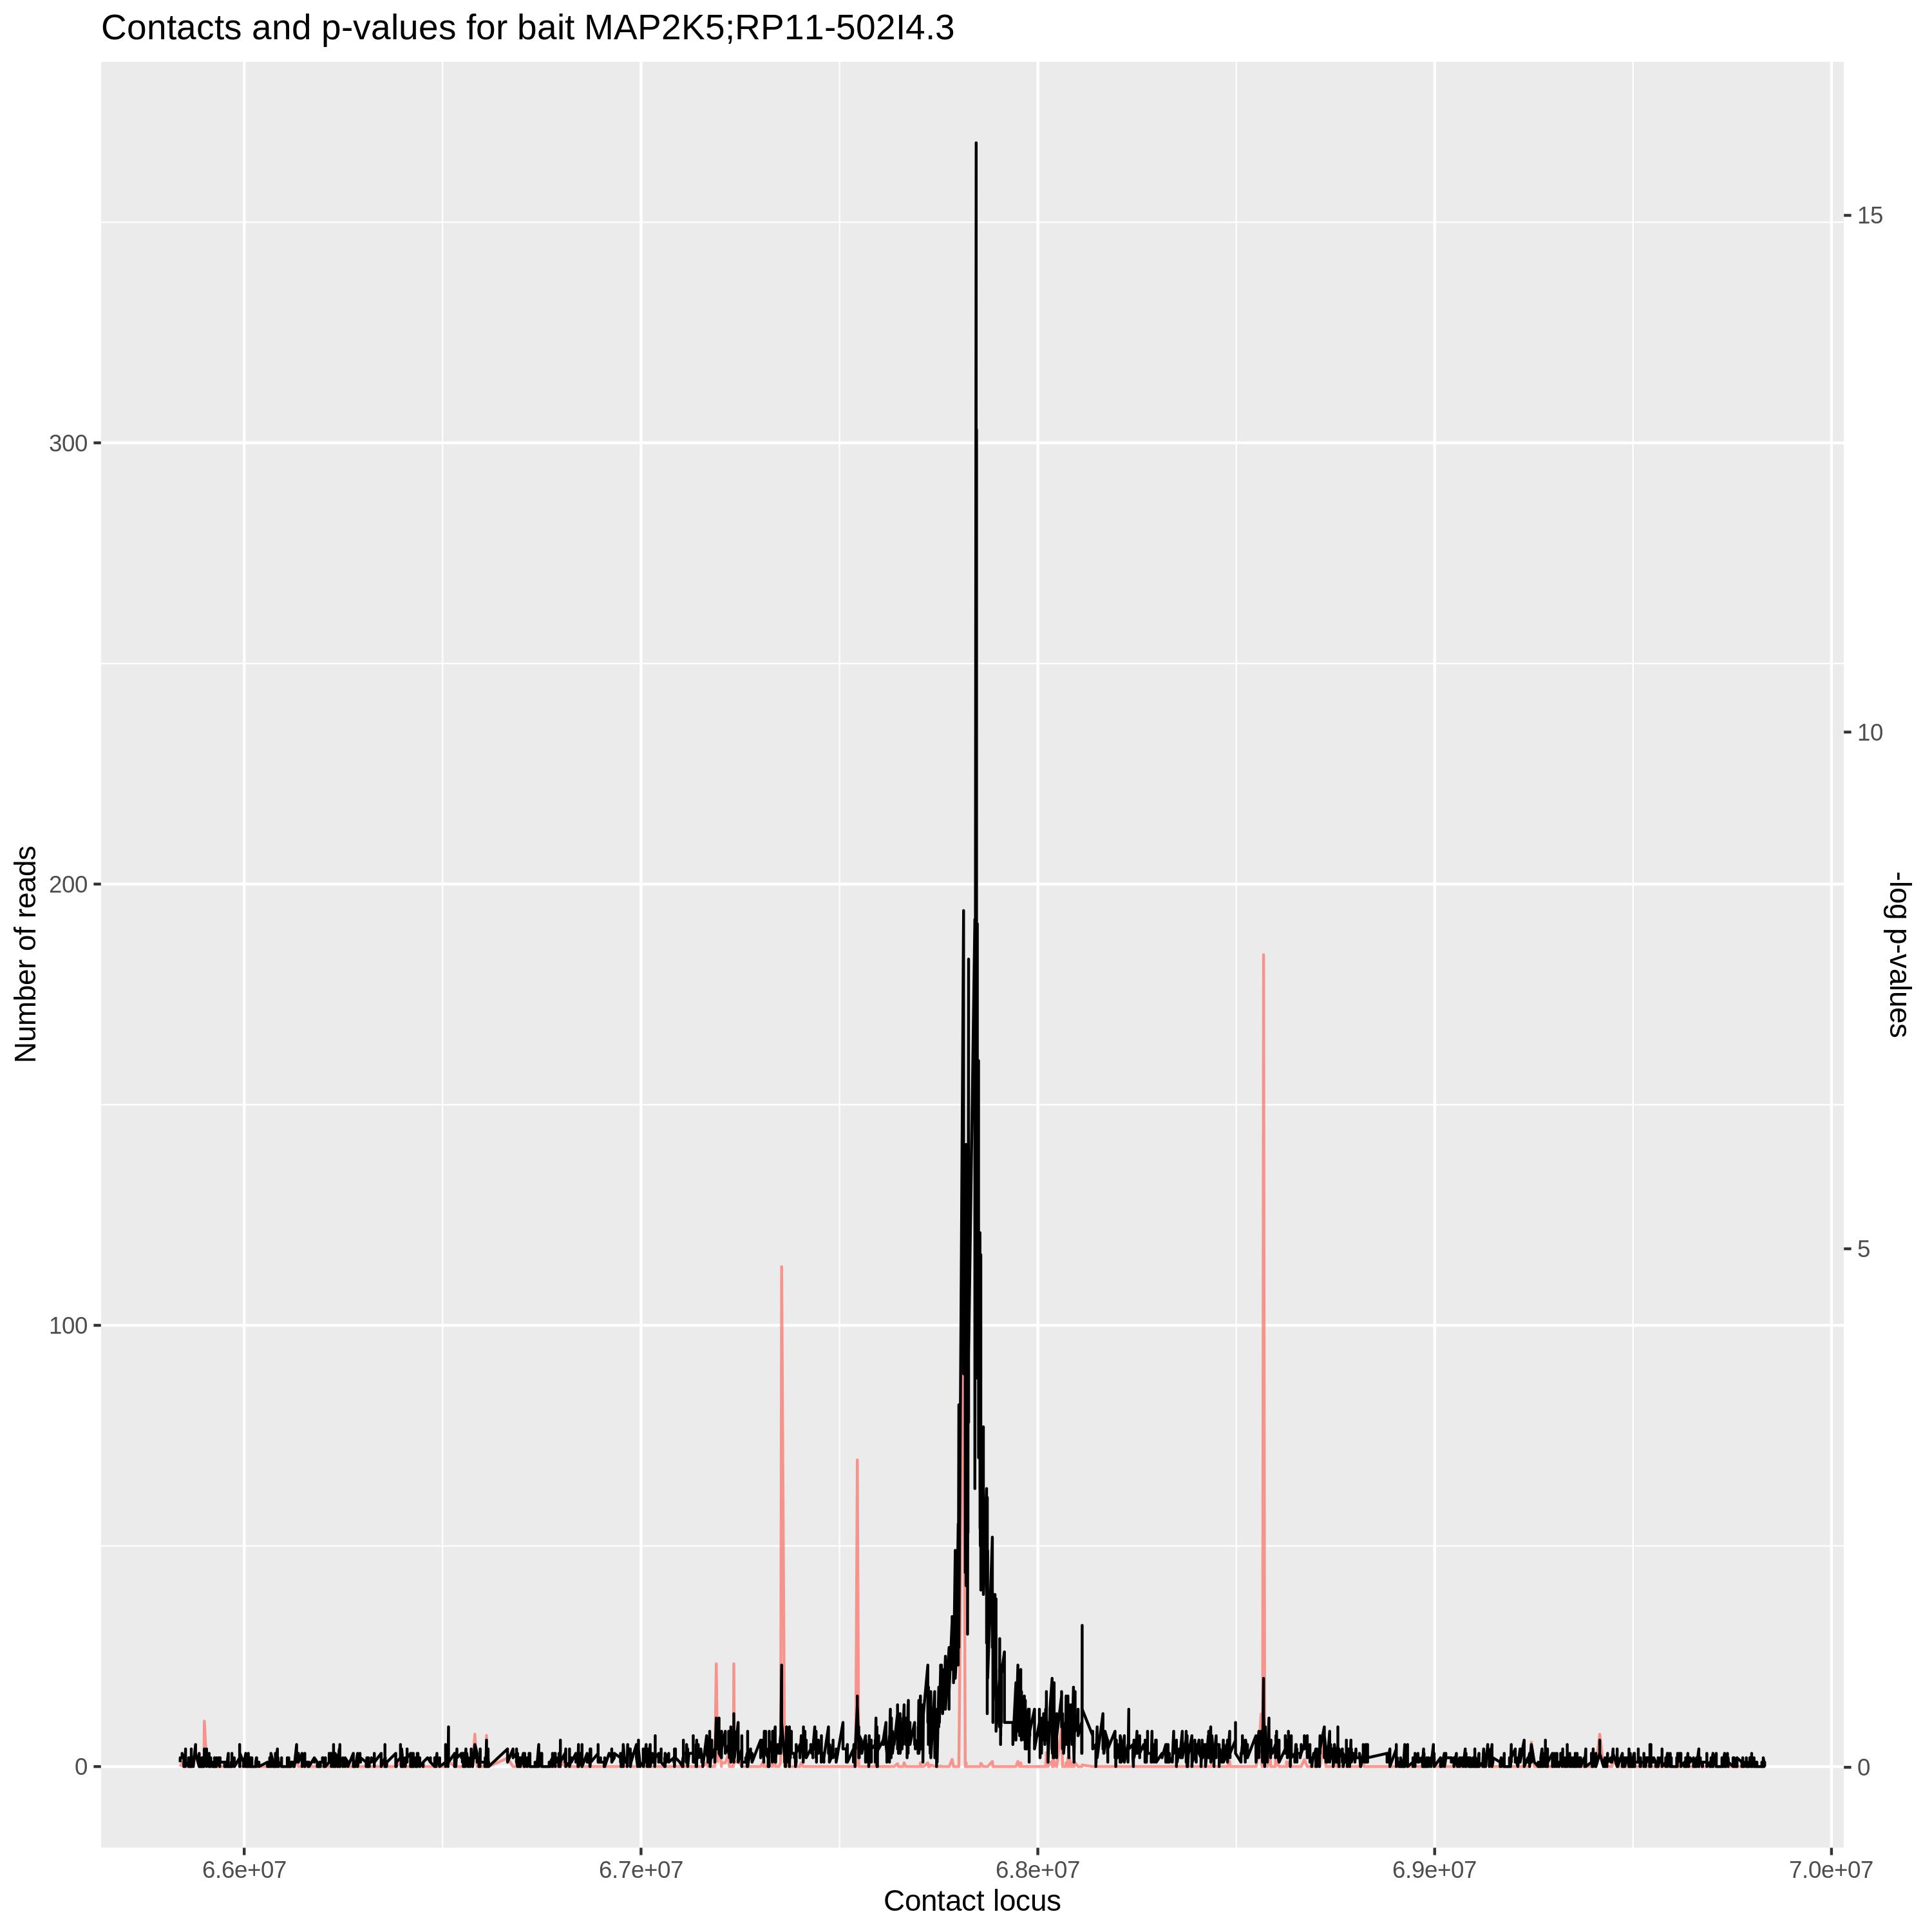 Contacts and p-values for bait MAP2K5;RP11-502I4.3
Number of reads
300
200
100
0
15
10
5
0
-log p-values
6.6e+07
6.7e+07
6.8e+07
6.9e+07
7.0e+07
Contact locus